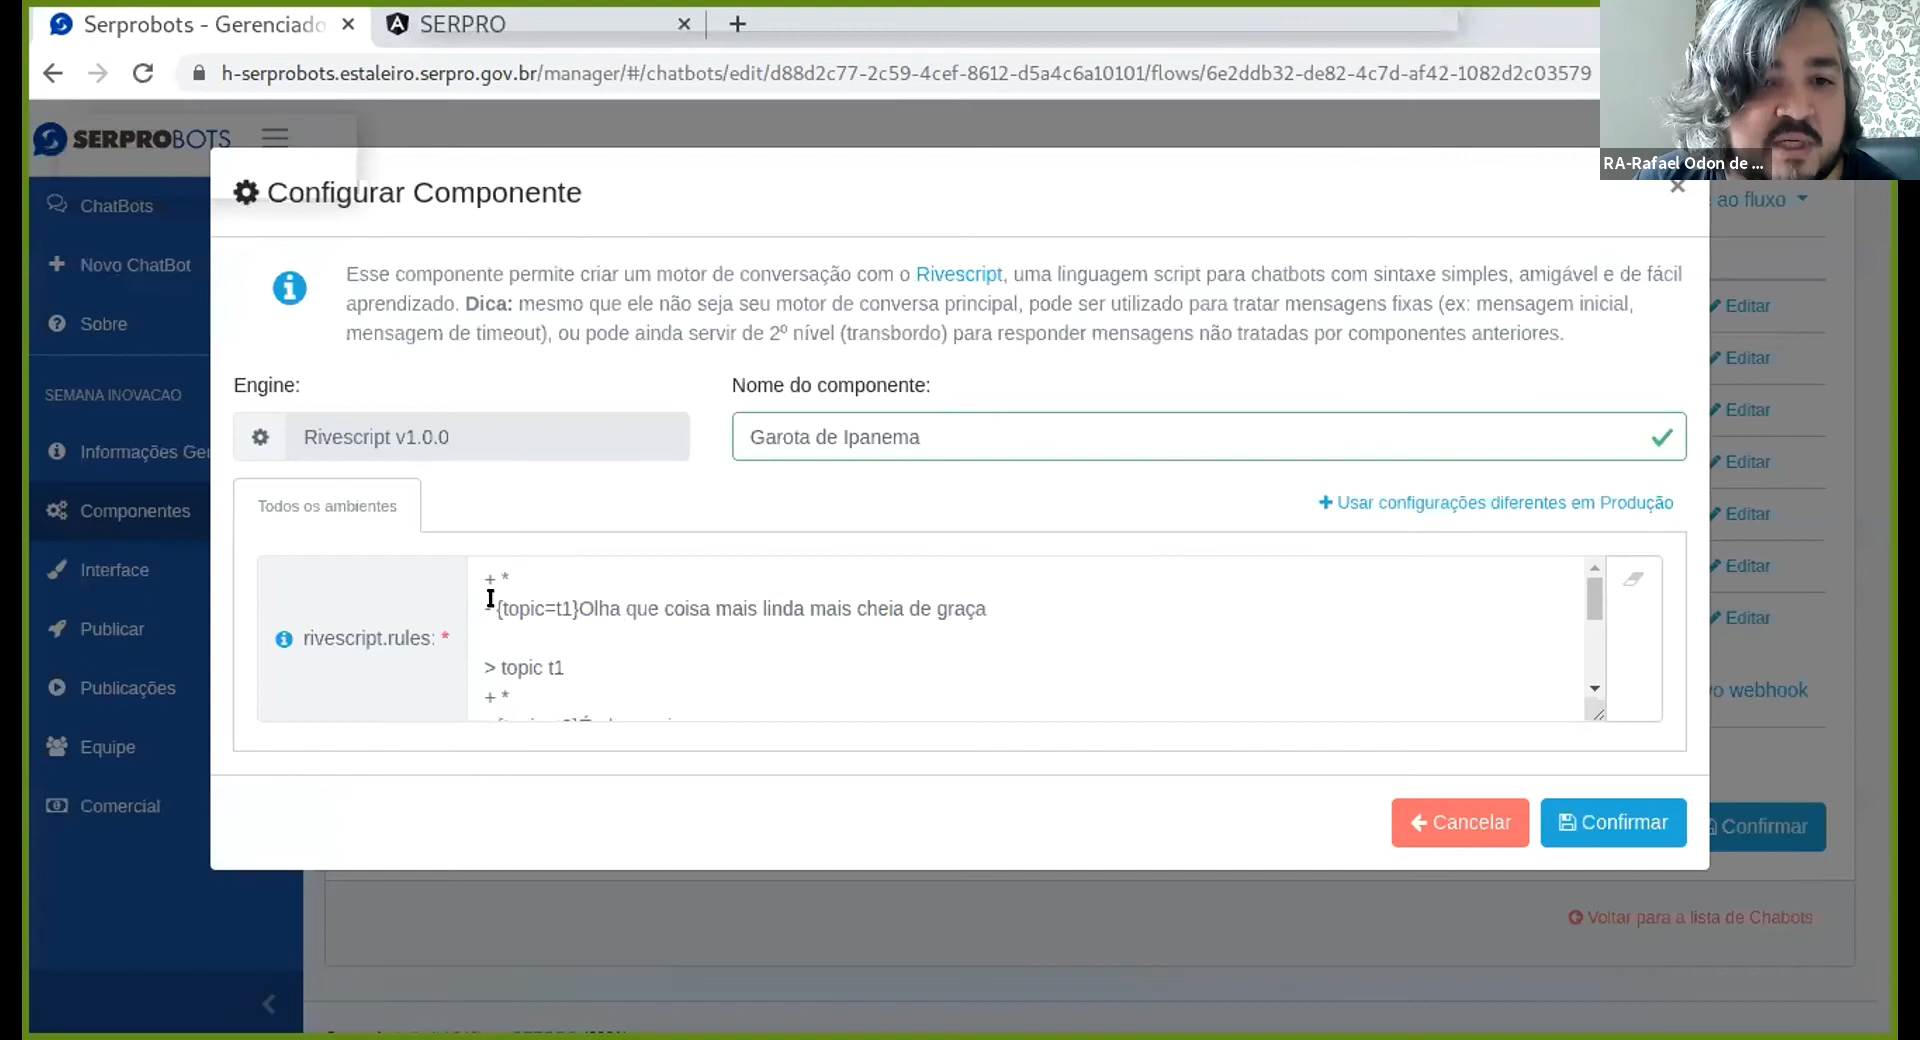 Serprobots - Gerenciado
SERPRO
h-serprobots.estaleiro.serpro.gov.br/manager/#/chatbots/edit/d88d2c77-2c59-4cef-8612-d5a4c6a10101/flows/6e2ddb32-de82-4c7d-af42-1082d2c03579
RA-Rafael Odon de ...
SERPROBOTS
ChatBots
Novo ChatBot
Sobre
SEMANA INOVACAO
Informações Ger
Componentes
Interface
Publicar
Publicações
Equipe
Comercial
Configurar Componente
×
Esse componente permite criar um motor de conversação com o Rivescript, uma linguagem script para chatbots com sintaxe simples, amigável e de fácil
aprendizado. Dica: mesmo que ele não seja seu motor de conversa principal, pode ser utilizado para tratar mensagens fixas (ex: mensagem inicial,
mensagem de timeout), ou pode ainda servir de 2º nível (transbordo) para responder mensagens não tratadas por componentes anteriores.
Engine:
Nome do componente:
Rivescript v1.0.0
Garota de Ipanema
Todos os ambientes
+ Usar configurações diferentes em Produção
rivescript.rules: *
+ *
- {topic=t1}Olha que coisa mais linda mais cheia de graça
> topic t1
+ *
Cancelar
Confirmar
ao fluxo
Editar
Editar
Editar
Editar
Editar
Editar
Editar
vo webhook
Confirmar
Voltar para a lista de Chabots